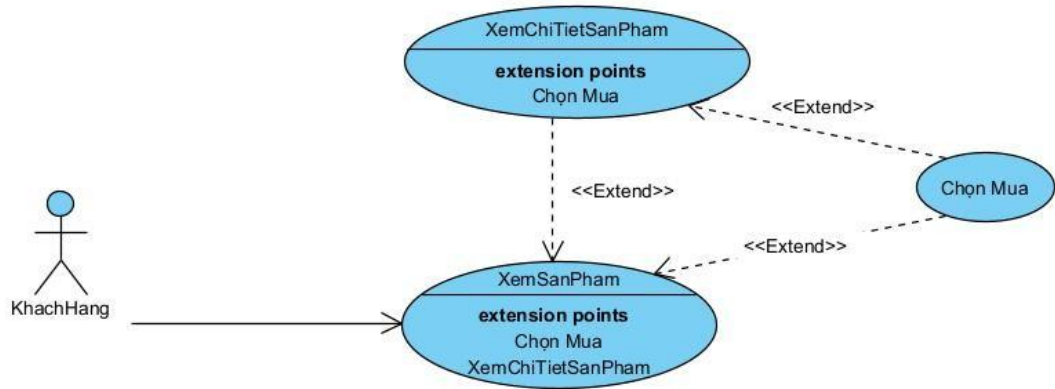 XemChiTietSanPham
extension points
Chọn Mua
<<Extend>>
Chọn Mua
<<Extend>>
<<Extend>>
KhachHang
XemSanPham
extension points
Chọn Mua
XemChiTietSanPham